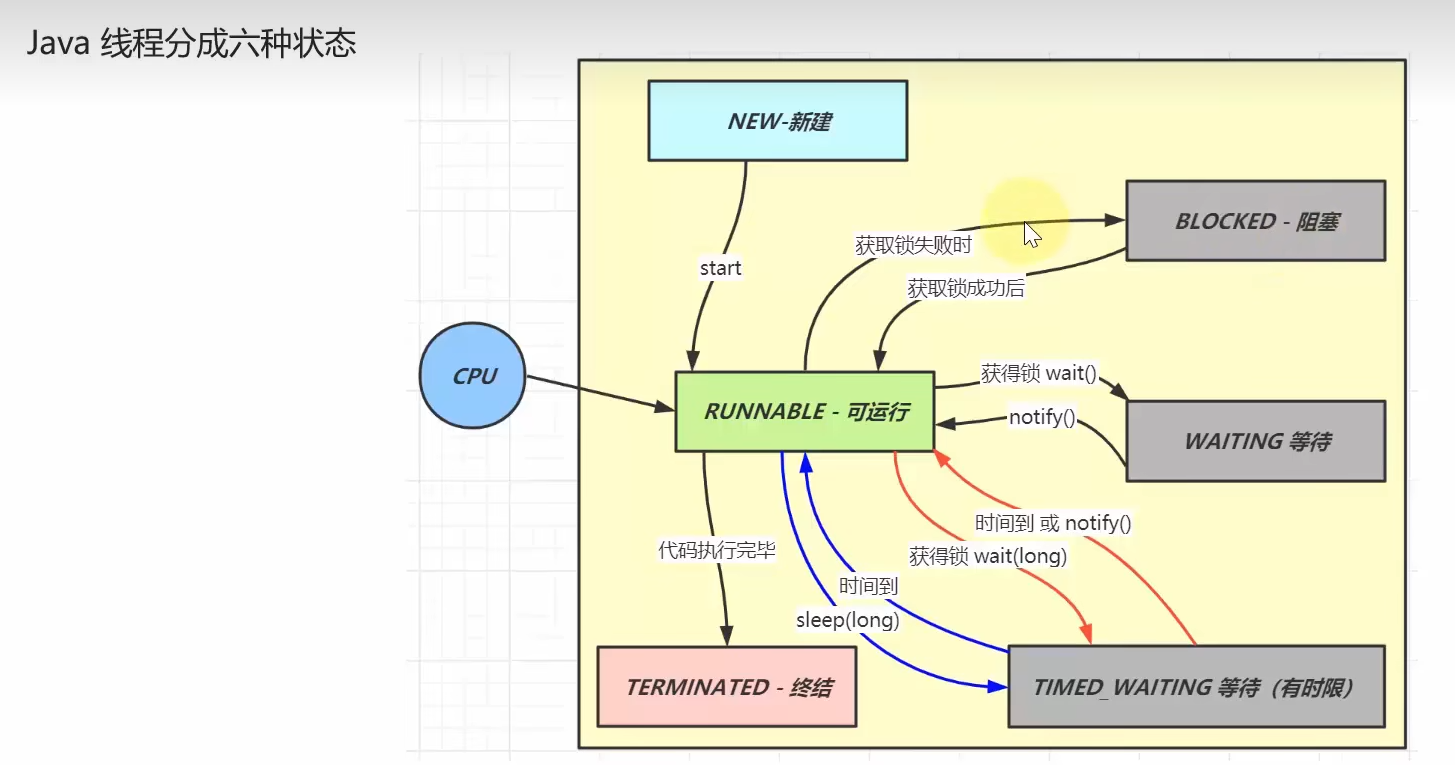 Java 线程分成六种状态
NEW-新建
BLOCKED - 阻塞
获取锁失败时
start
获取锁成功后
CPU
获得锁 wait()
RUNNABLE - 可运行
notify()
WAITING 等待
时间到 或 notify()
代码执行完毕
获得锁 wait(long)
时间到
sleep(long)
TERMINATED - 终结
TIMED_WAITING 等待（有时限）